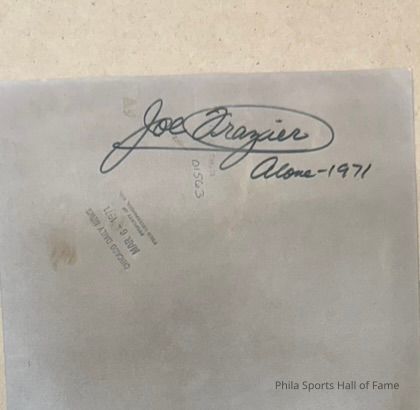 Joe Frazier
Alone-1971
01563
CHICAGO DAILY NEWS
MAR 6 1971
Phila Sports Hall of Fame